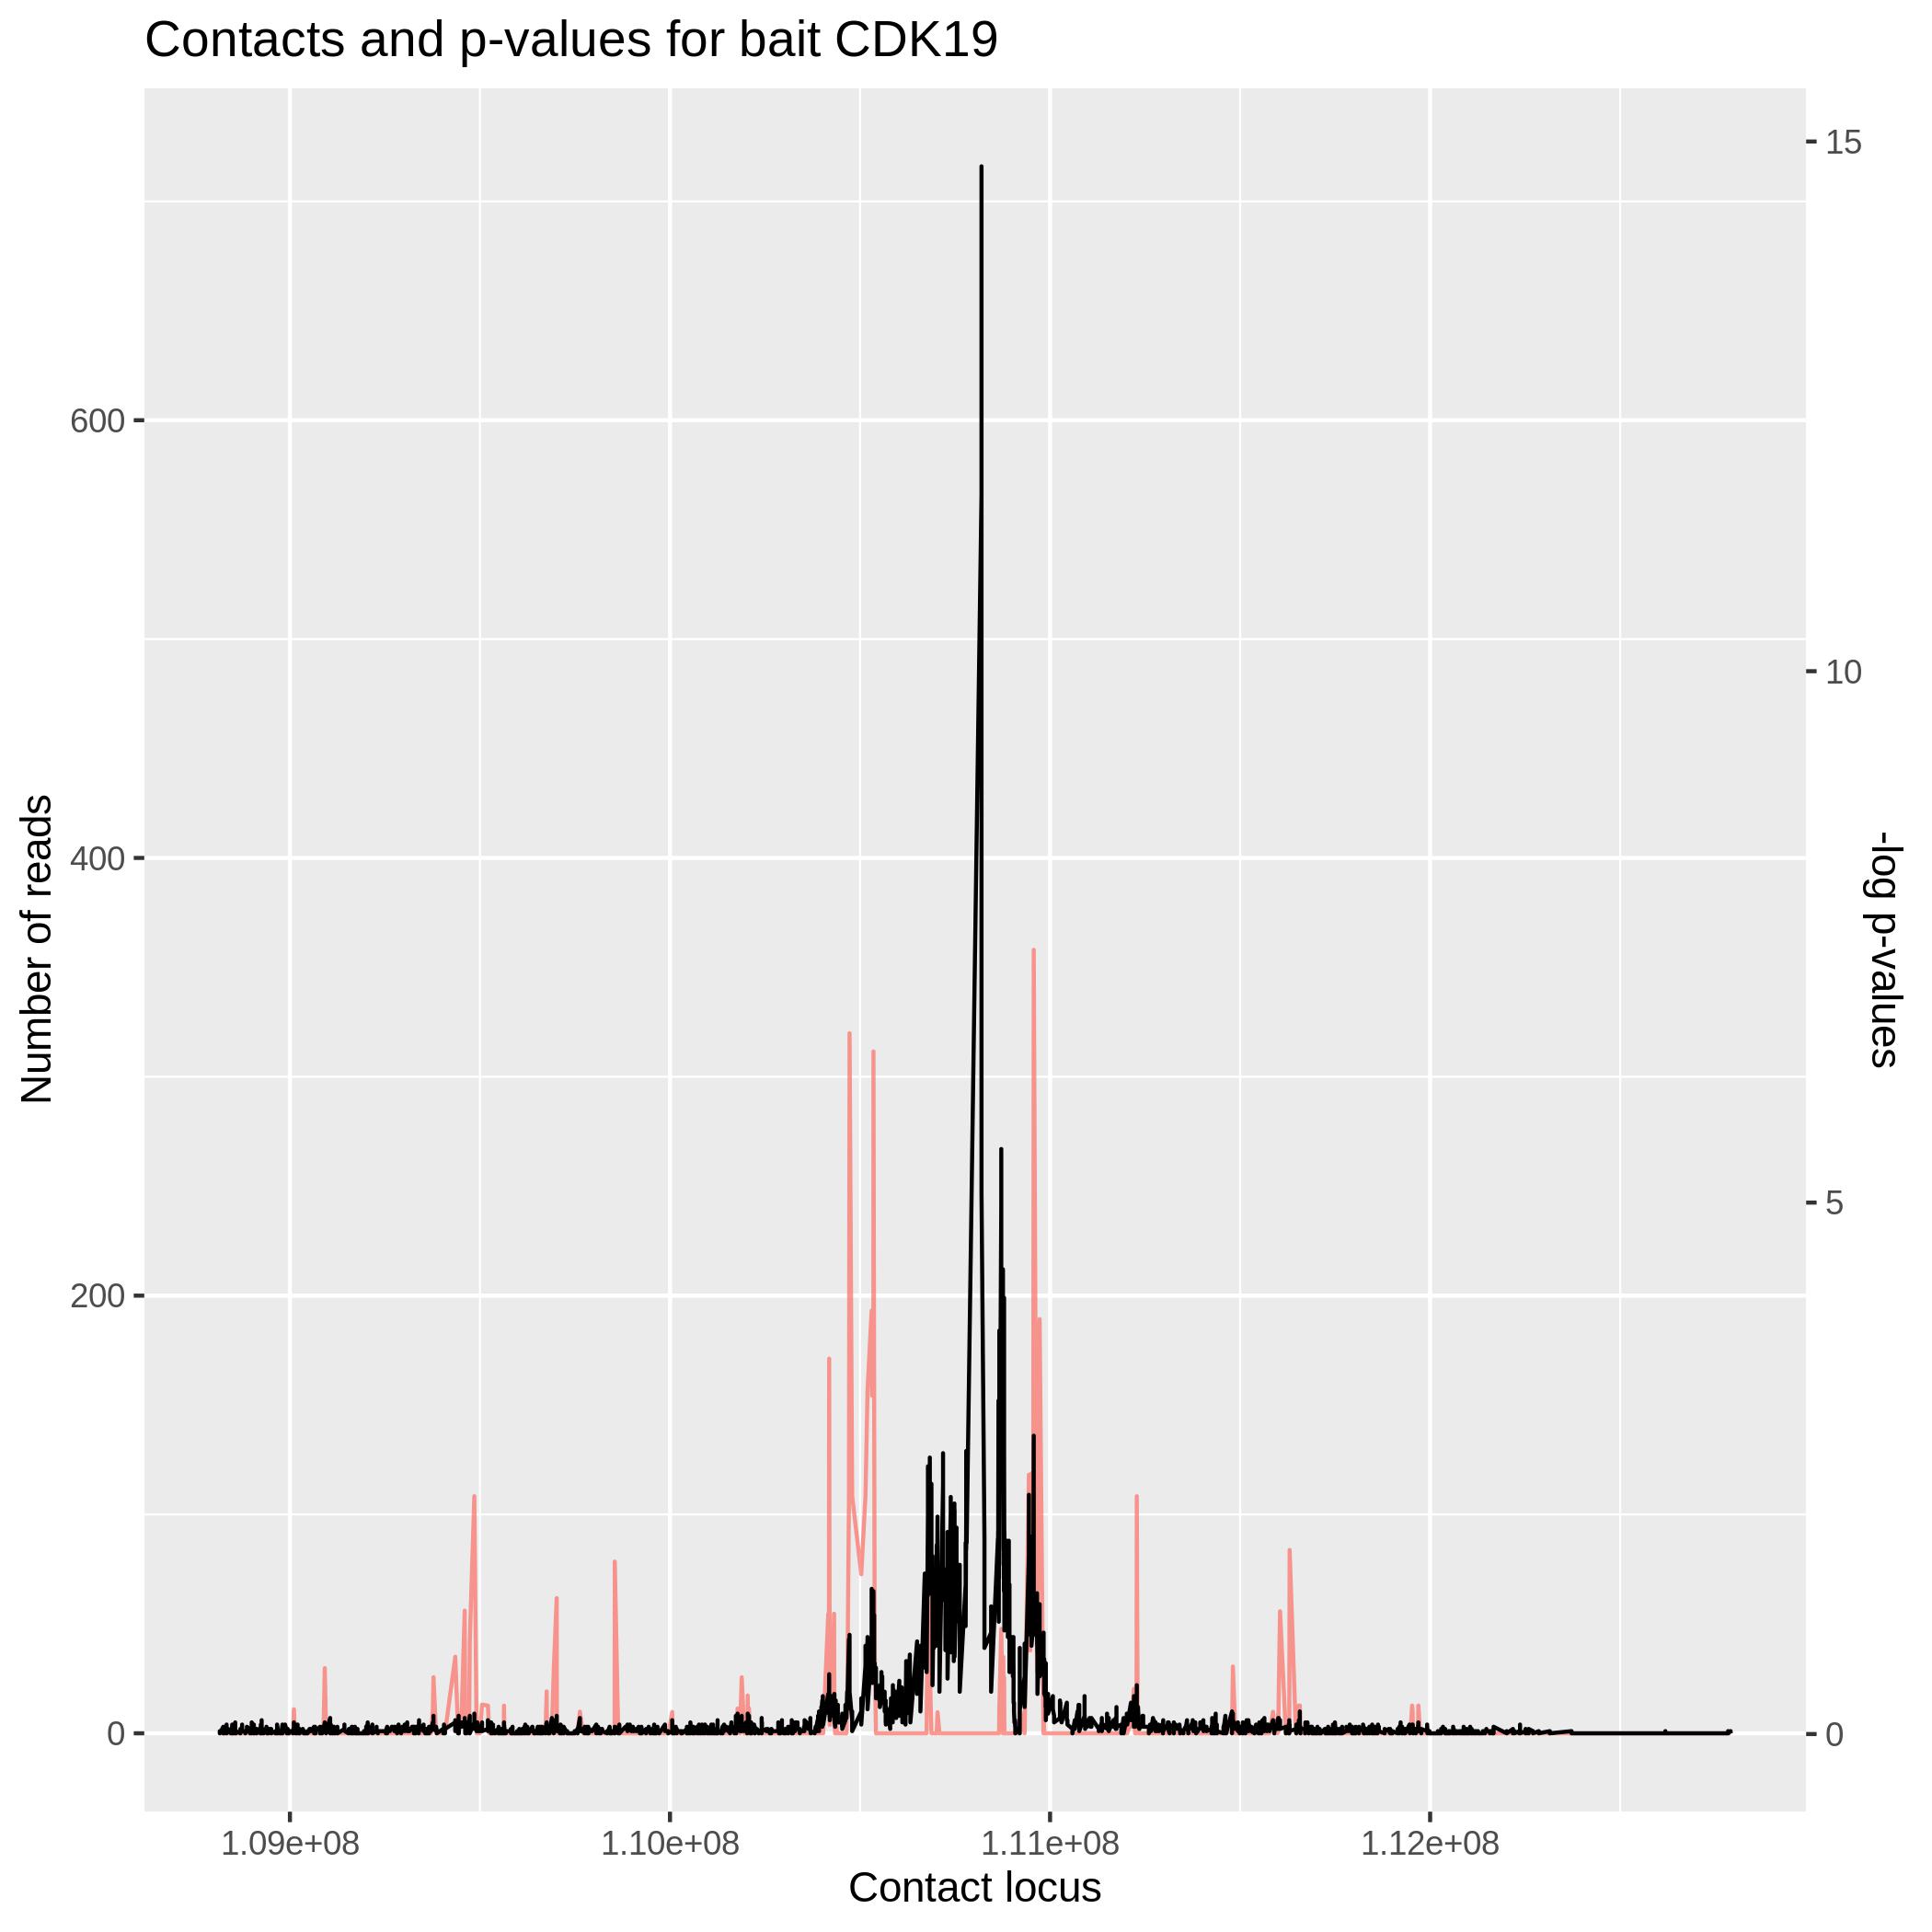 Contacts and p-values for bait CDK19
15
600
10
400
5
200
0
0
Number of reads
-log p-values
1.09e+08 1.10e+08 1.11e+08 1.12e+08
Contact locus